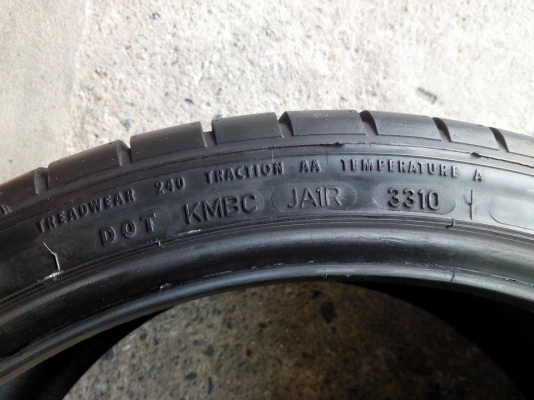 TREADWEAR 240 TRACTION AA TEMPERATURE A
DOT KMBC JA1R 3310